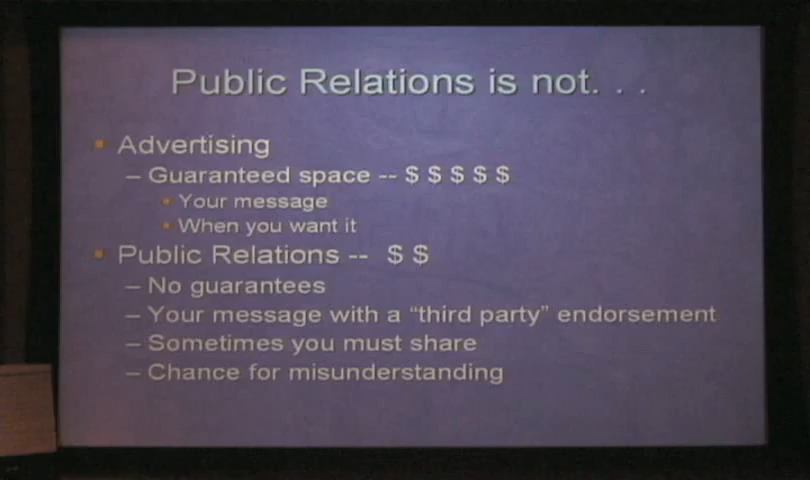 Public Relations is not. . .
▪ Advertising
– Guaranteed space -- $ $ $ $ $
• Your message
• When you want it
▪ Public Relations -- $ $
– No guarantees
– Your message with a “third party” endorsement
– Sometimes you must share
– Chance for misunderstanding